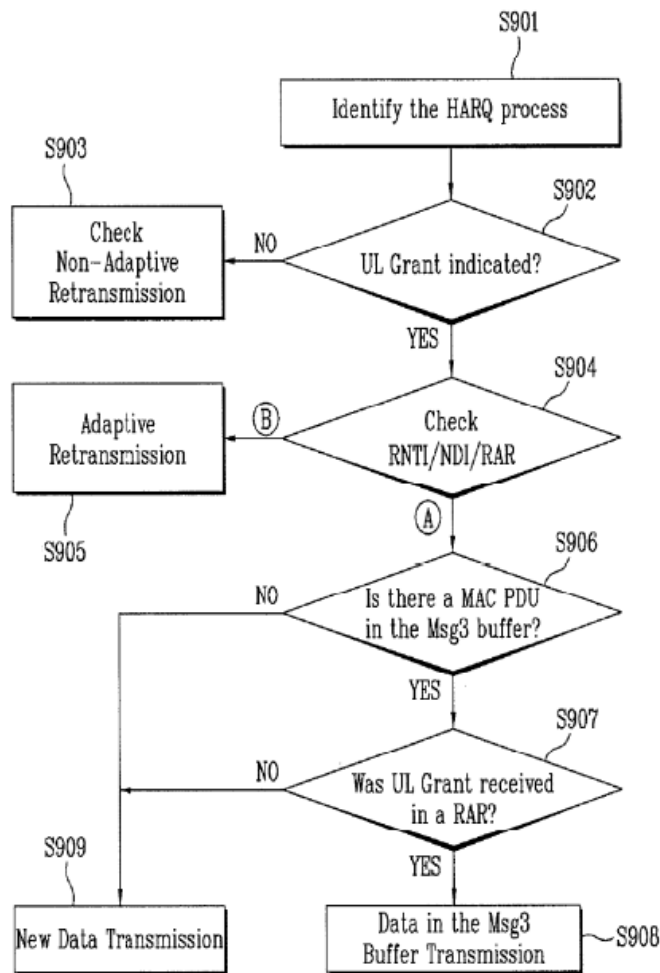 S901
Identify the HARQ process
S903
S902
Check
Non-Adaptive
Retransmission
NO
UL Grant indicated?
YES
S904
Adaptive
Retransmission
B
Check
RNTI/NDI/RAR
S905
A
S906
NO
Is there a MAC PDU
in the Msg3 buffer?
YES
S907
NO
Was UL Grant received
in a RAR?
S909
YES
New Data Transmission
Data in the Msg3
Buffer Transmission
S908